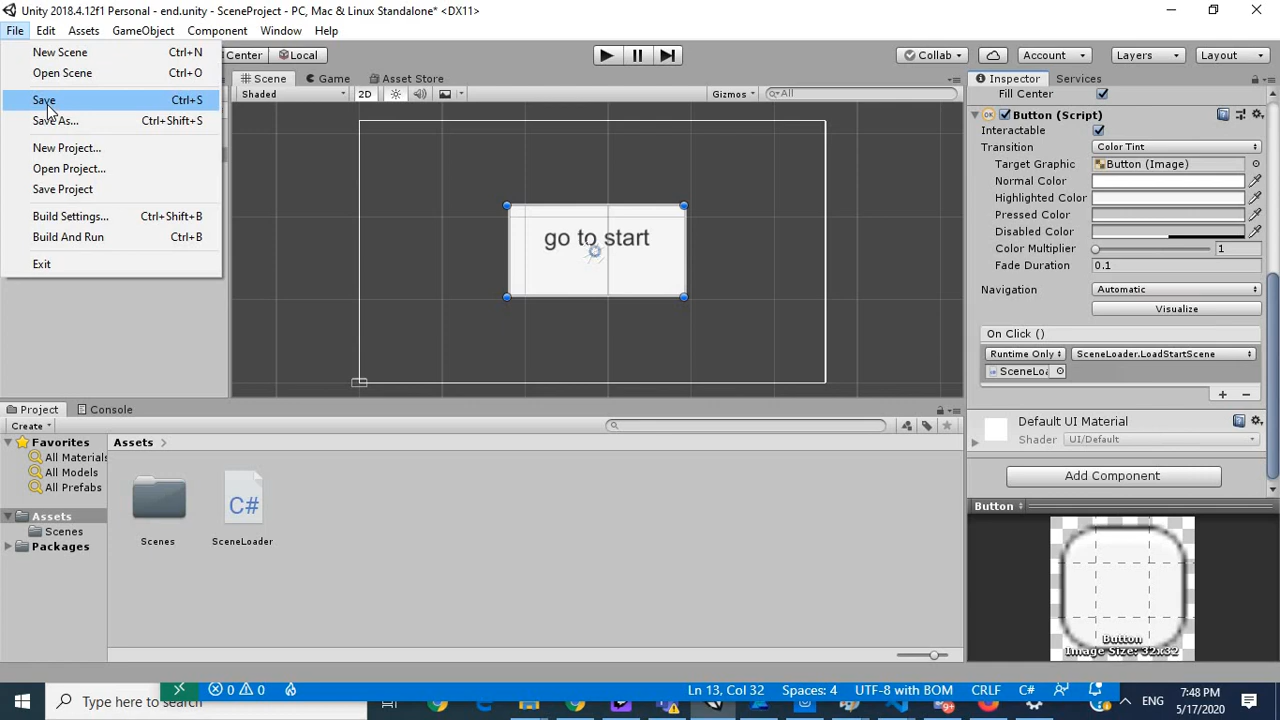 Unity 2018.4.12f1 Personal - end.unity - SceneProject - PC, Mac & Linux Standalone* <DX11>
File Edit Assets GameObject Component Window Help
New Scene Ctrl+N
Open Scene Ctrl+O
Save Ctrl+S
Save As... Ctrl+Shift+S
New Project...
Open Project...
Save Project
Build Settings... Ctrl+Shift+B
Build And Run Ctrl+B
Exit
Center Local
Collab Account Layers Layout
Scene Game Asset Store
Shaded 2D Gizmos All
go to start
Inspector Services
Fill Center
Button (Script)
Interactable
Transition Color Tint
Target Graphic Button (Image)
Normal Color
Highlighted Color
Pressed Color
Disabled Color
Color Multiplier 1
Fade Duration 0.1
Navigation Automatic
Visualize
On Click ()
Runtime Only SceneLoader.LoadStartScene
SceneLoa
Default UI Material
Shader UI/Default
Add Component
Button
Button
Image Size: 32x32
Project Console
Create
Favorites
All Materials
All Models
All Prefabs
Assets
Scenes
Packages
Assets
C#
Scenes SceneLoader
Type here to search
0 0
Ln 13, Col 32 Spaces: 4 UTF-8 with BOM CRLF C#
ENG
7:48 PM
5/17/2020